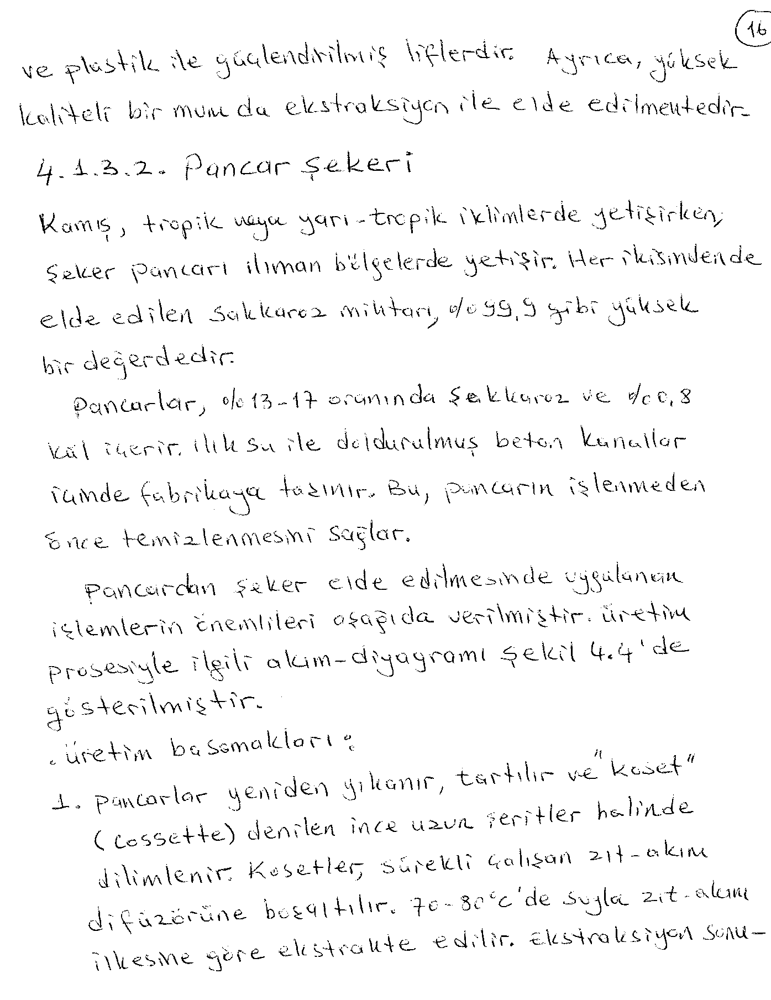 16
ve plastik ile güçlendirilmiş liflerdir. Ayrıca, yüksek
kaliteli bir mum da ekstraksiyon ile elde edilmektedir.
4.1.3.2. Pancar şekeri
Kamış, tropik veya yarı-tropik iklimlerde yetişirken,
şeker pancarı ılıman bölgelerde yetişir. Her ikisinden de
elde edilen sakkaroz miktarı, %99,9 gibi yüksek
bir değerdedir.
Pancarlar, %13-17 oranında sakkaroz ve %0,8
kül içerir. Ilık su ile doldurulmuş beton kanallar
içinde fabrikaya taşınır. Bu, pancarın işlenmeden
önce temizlenmesini sağlar.
Pancardan şeker elde edilmesinde uygulanan
işlemlerin önemlileri aşağıda verilmiştir. Üretim
prosesiyle ilgili akım-diyagramı Şekil 4.4'de
gösterilmiştir.
. Üretim basamakları:
1. Pancarlar yeniden yıkanır, tartılır ve "koset"
(cossette) denilen ince uzun şeritler halinde
dilimlenir. Kosetler, sürekli çalışan zıt-akım
difüzörüne boşaltılır. 70-80°C'de suyla zıt-akım
ilkesine göre ekstrakte edilir. Ekstraksiyon sonu-